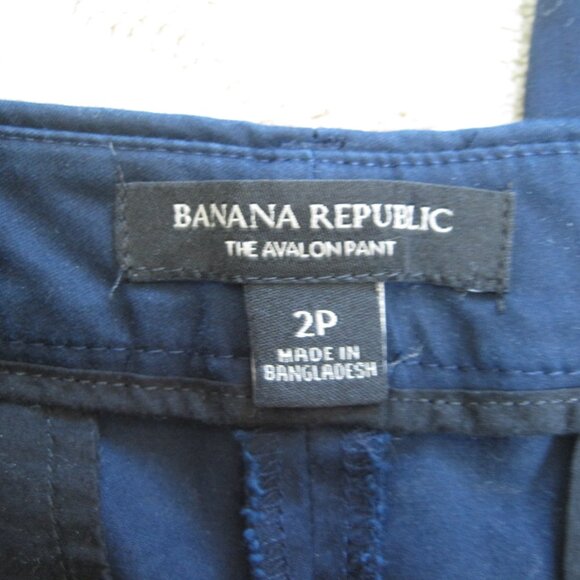 BANANA REPUBLIC
THE AVALON PANT
2P
MADE IN
BANGLADESH